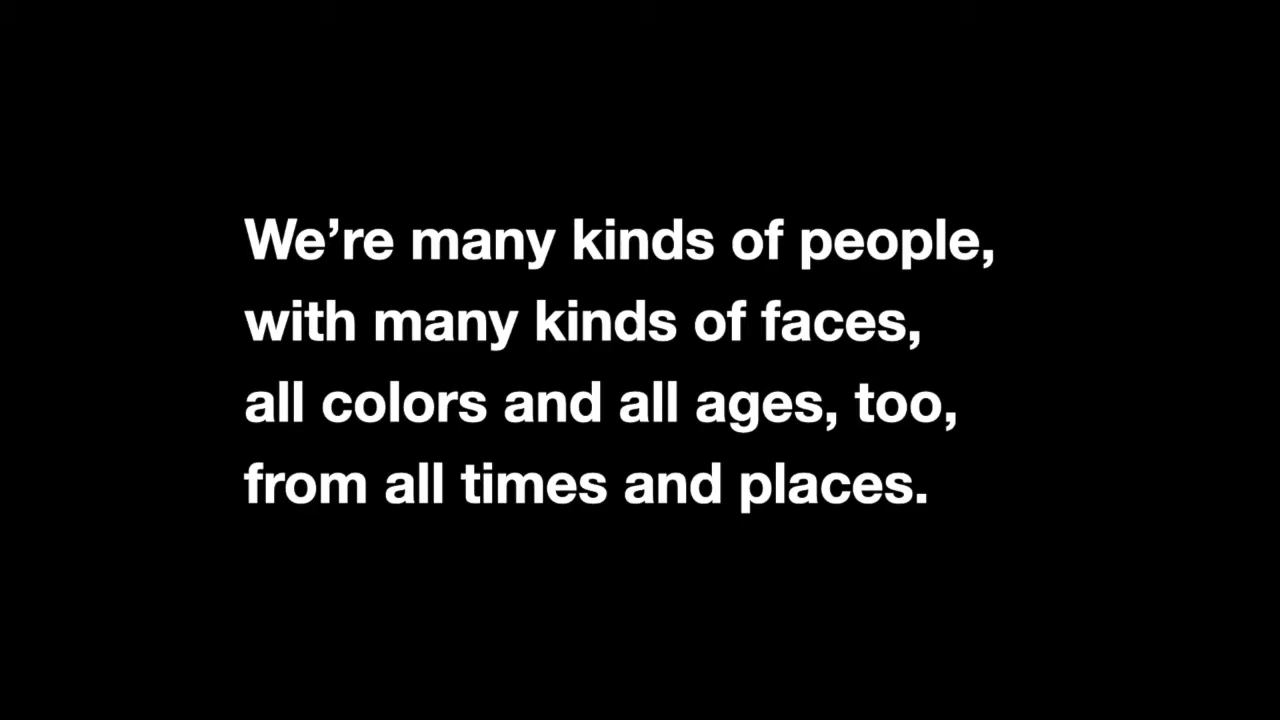 We’re many kinds of people,
with many kinds of faces,
all colors and all ages, too,
from all times and places.